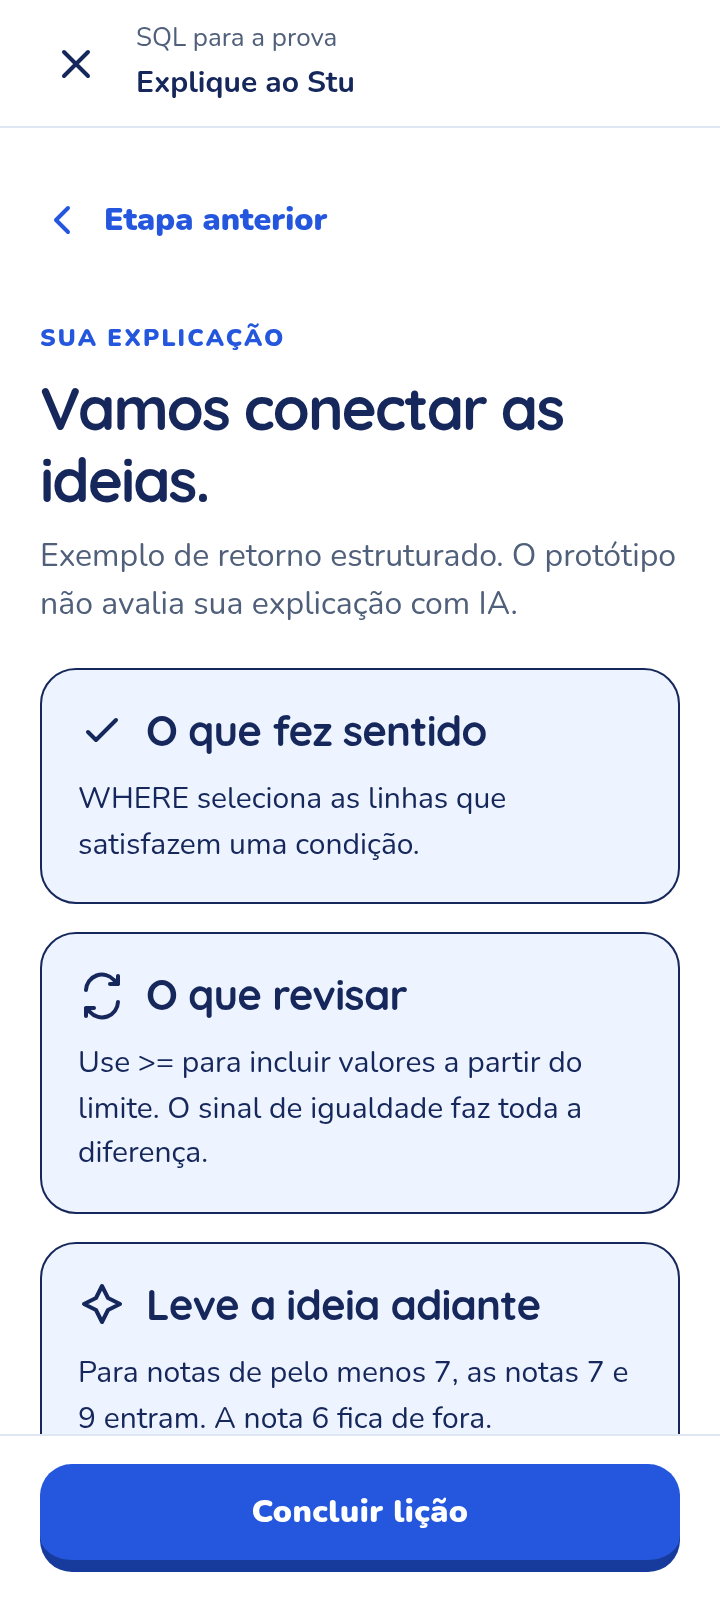 SQL para a prova
Explique ao Stu
Etapa anterior
SUA EXPLICAÇÃO
Vamos conectar as
ideias.
Exemplo de retorno estruturado. O protótipo
não avalia sua explicação com IA.
O que fez sentido
WHERE seleciona as linhas que
satisfazem uma condição.
O que revisar
Use >= para incluir valores a partir do
limite. O sinal de igualdade faz toda a
diferença.
Leve a ideia adiante
Para notas de pelo menos 7, as notas 7 e
9 entram. A nota 6 fica de fora.
Concluir lição